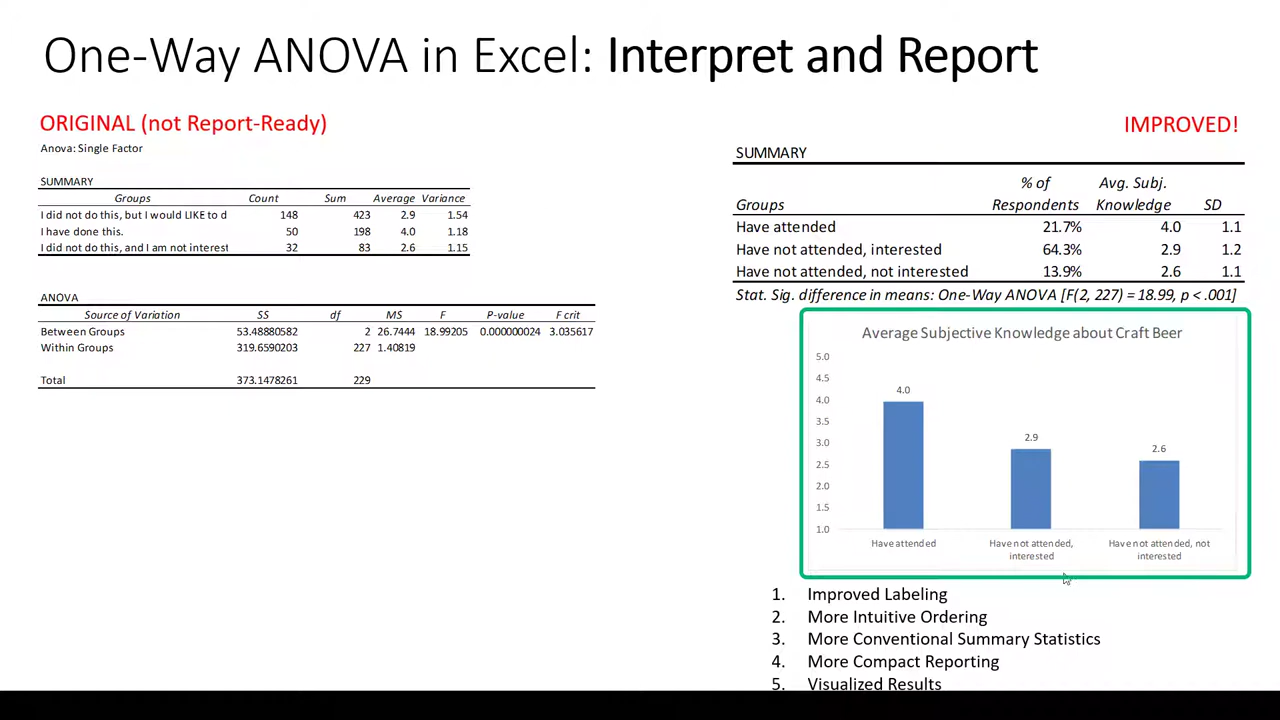 One-Way ANOVA in Excel: Interpret and Report
ORIGINAL (not Report-Ready)
Anova: Single Factor
SUMMARY
Groups Count Sum Average Variance
I did not do this, but I would LIKE to d 148 423 2.9 1.54
I have done this. 50 198 4.0 1.18
I did not do this, and I am not interest 32 83 2.6 1.15
ANOVA
Source of Variation SS df MS F P-value F crit
Between Groups 53.48880582 2 26.7444 18.99205 0.000000024 3.035617
Within Groups 319.6590203 227 1.40819
Total 373.1478261 229
IMPROVED!
SUMMARY
% of Avg. Subj.
Groups Respondents Knowledge SD
Have attended 21.7% 4.0 1.1
Have not attended, interested 64.3% 2.9 1.2
Have not attended, not interested 13.9% 2.6 1.1
Stat. Sig. difference in means: One-Way ANOVA [F(2, 227) = 18.99, p < .001]
Average Subjective Knowledge about Craft Beer
5.0
4.5
4.0
3.5
3.0
2.5
2.0
1.5
1.0
4.0
2.9
2.6
Have attended
Have not attended,
interested
Have not attended, not
interested
1. Improved Labeling
2. More Intuitive Ordering
3. More Conventional Summary Statistics
4. More Compact Reporting
5. Visualized Results